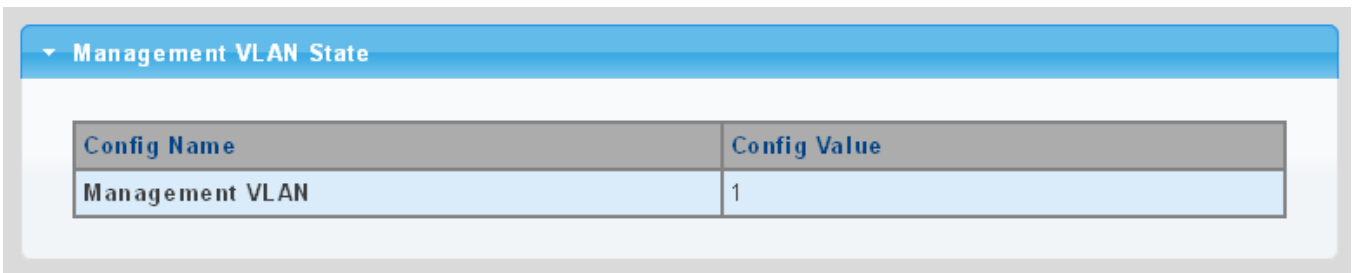 Management VLAN State
Config Name Config Value
Management VLAN 1